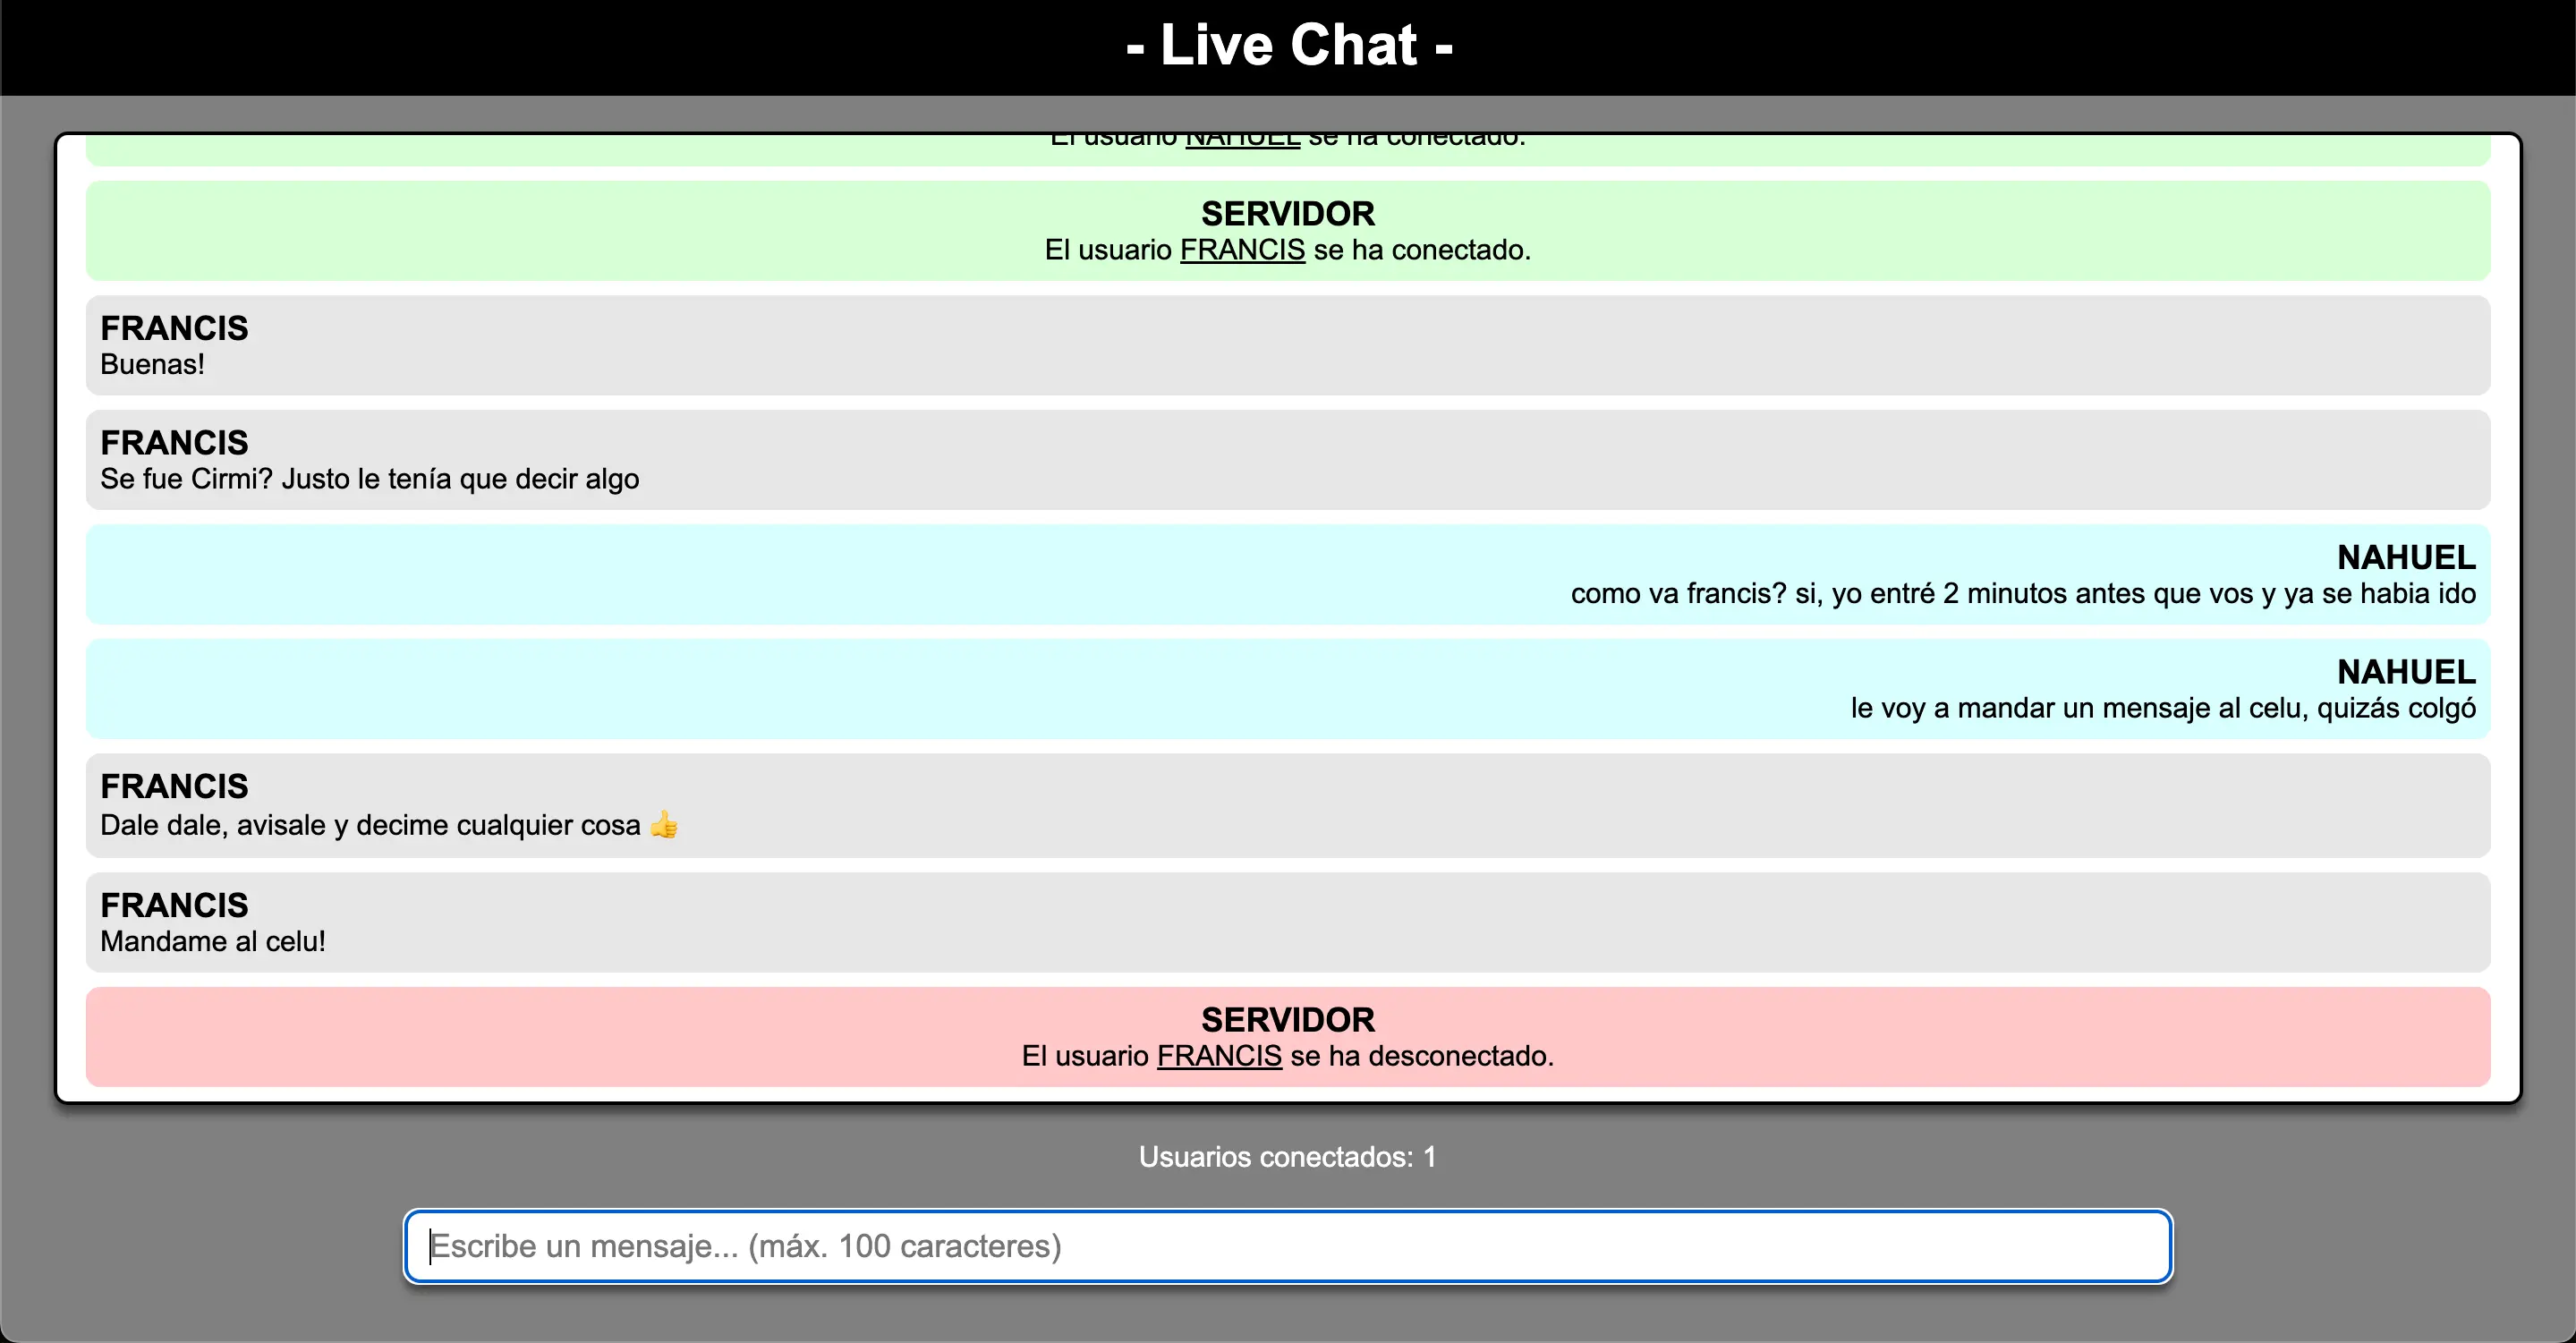 - Live Chat -
El usuario NAHUEL se ha conectado.
SERVIDOR
El usuario FRANCIS se ha conectado.
FRANCIS
Buenas!
FRANCIS
Se fue Cirmi? Justo le tenía que decir algo
NAHUEL
como va francis? si, yo entré 2 minutos antes que vos y ya se habia ido
NAHUEL
le voy a mandar un mensaje al celu, quizás colgó
FRANCIS
Dale dale, avisale y decime cualquier cosa 👍
FRANCIS
Mandame al celu!
SERVIDOR
El usuario FRANCIS se ha desconectado.
Usuarios conectados: 1
Escribe un mensaje... (máx. 100 caracteres)